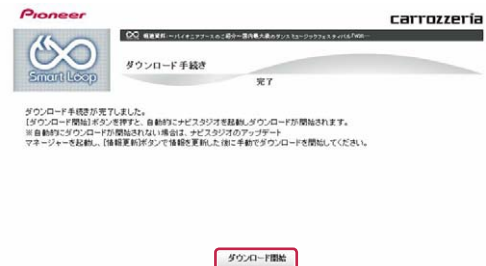 Pioneer
carrozzeria
Smart Loop
ダウンロード手続き
完了
ダウンロード手続きが完了しました。
[ダウンロード開始]ボタンを押すと、自動的にナビスタジオを起動しダウンロードが開始されます。
※自動的にダウンロードが開始されない場合は、ナビスタジオのアップデート
マネージャーを起動し、[情報更新]ボタンで情報を更新した後に手動でダウンロードを開始してください。
ダウンロード開始